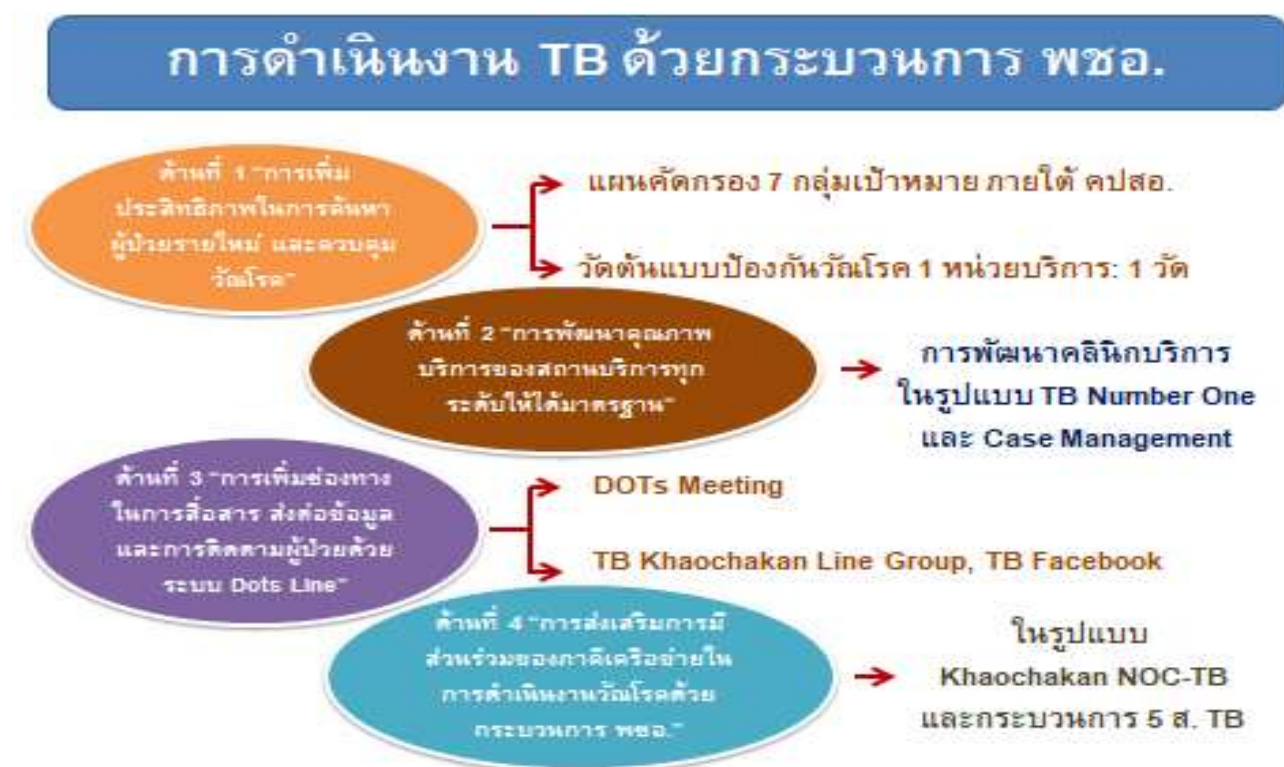 การดำเนินงาน TB ด้วยกระบวนการ พชอ.
ด้านที่ 1 "การเพิ่ม
ประสิทธิภาพในการค้นหา
ผู้ป่วยรายใหม่ และควบคุม
วัณโรค"
แผนคัดกรอง 7 กลุ่มเป้าหมาย ภายใต้ คปสอ.
วัดต้นแบบป้องกันวัณโรค 1 หน่วยบริการ: 1 วัด
ด้านที่ 2 "การพัฒนาคุณภาพ
บริการของสถานบริการทุก
ระดับให้ได้มาตรฐาน"
การพัฒนาคลินิกบริการ
ในรูปแบบ TB Number One
และ Case Management
ด้านที่ 3 "การเพิ่มช่องทาง
ในการสื่อสาร ส่งต่อข้อมูล
และการติดตามผู้ป่วยด้วย
ระบบ Dots Line"
DOTs Meeting
TB Khaochakan Line Group, TB Facebook
ด้านที่ 4 "การส่งเสริมการมี
ส่วนร่วมของภาคีเครือข่ายใน
การดำเนินงานวัณโรคด้วย
กระบวนการ พชอ."
ในรูปแบบ
Khaochakan NOC-TB
และกระบวนการ 5 ส. TB